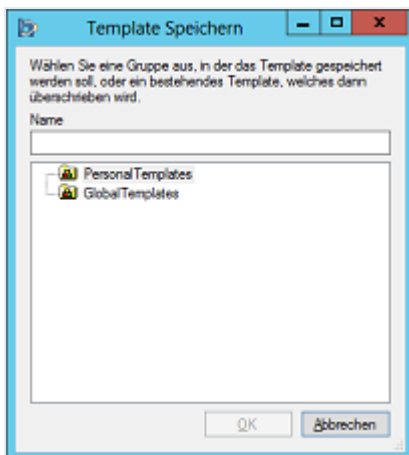 Template Speichern
Wählen Sie eine Gruppe aus, in der das Template gespeichert
werden soll, oder ein bestehendes Template, welches dann
überschrieben wird.
Name
PersonalTemplates
GlobalTemplates
OK
Abbrechen